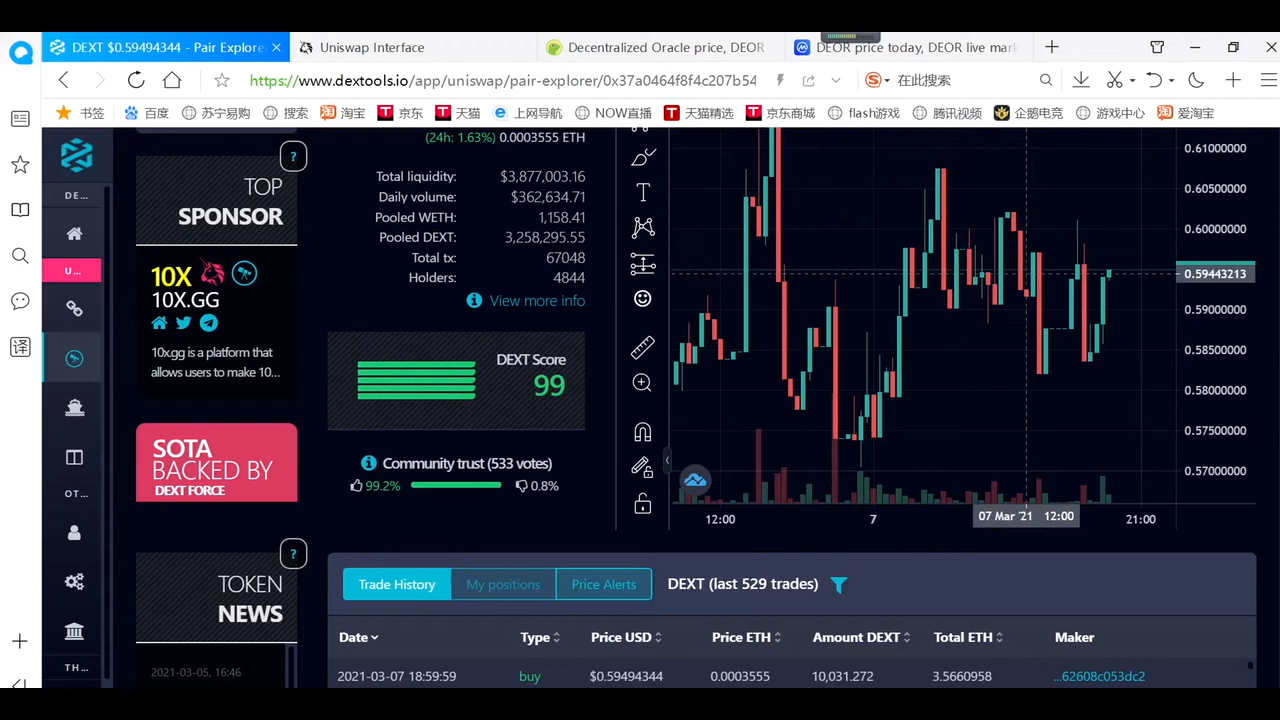 DEXT $0.59494344 - Pair Explore
Uniswap Interface
Decentralized Oracle price, DEOR
DEOR price today, DEOR live mark
https://www.dextools.io/app/uniswap/pair-explorer/0x37a0464f8f4c207b54
在此搜索
书签
百度
苏宁易购
搜索
淘宝
京东
天猫
上网导航
NOW直播
天猫精选
京东商城
flash游戏
腾讯视频
企鹅电竞
游戏中心
爱淘宝
译
DE...
U...
OT...
TH...
?
TOP
SPONSOR
10X
10X.GG
10x.gg is a platform that
allows users to make 10...
SOTA
BACKED BY
DEXT FORCE
?
TOKEN
NEWS
2021-03-05, 16:46
(24h: 1.63%) 0.0003555 ETH
Total liquidity: $3,877,003.16
Daily volume: $362,634.71
Pooled WETH: 1,158.41
Pooled DEXT: 3,258,295.55
Total tx: 67048
Holders: 4844
View more info
DEXT Score
99
Community trust (533 votes)
99.2% 0.8%
T
0.61000000
0.60500000
0.60000000
0.59443213
0.59000000
0.58500000
0.58000000
0.57500000
0.57000000
12:00 7 07 Mar '21 12:00 21:00
Trade History My positions Price Alerts DEXT (last 529 trades)
Date Type Price USD Price ETH Amount DEXT Total ETH Maker
2021-03-07 18:59:59 buy $0.59494344 0.0003555 10,031.272 3.5660958 ...62608c053dc2